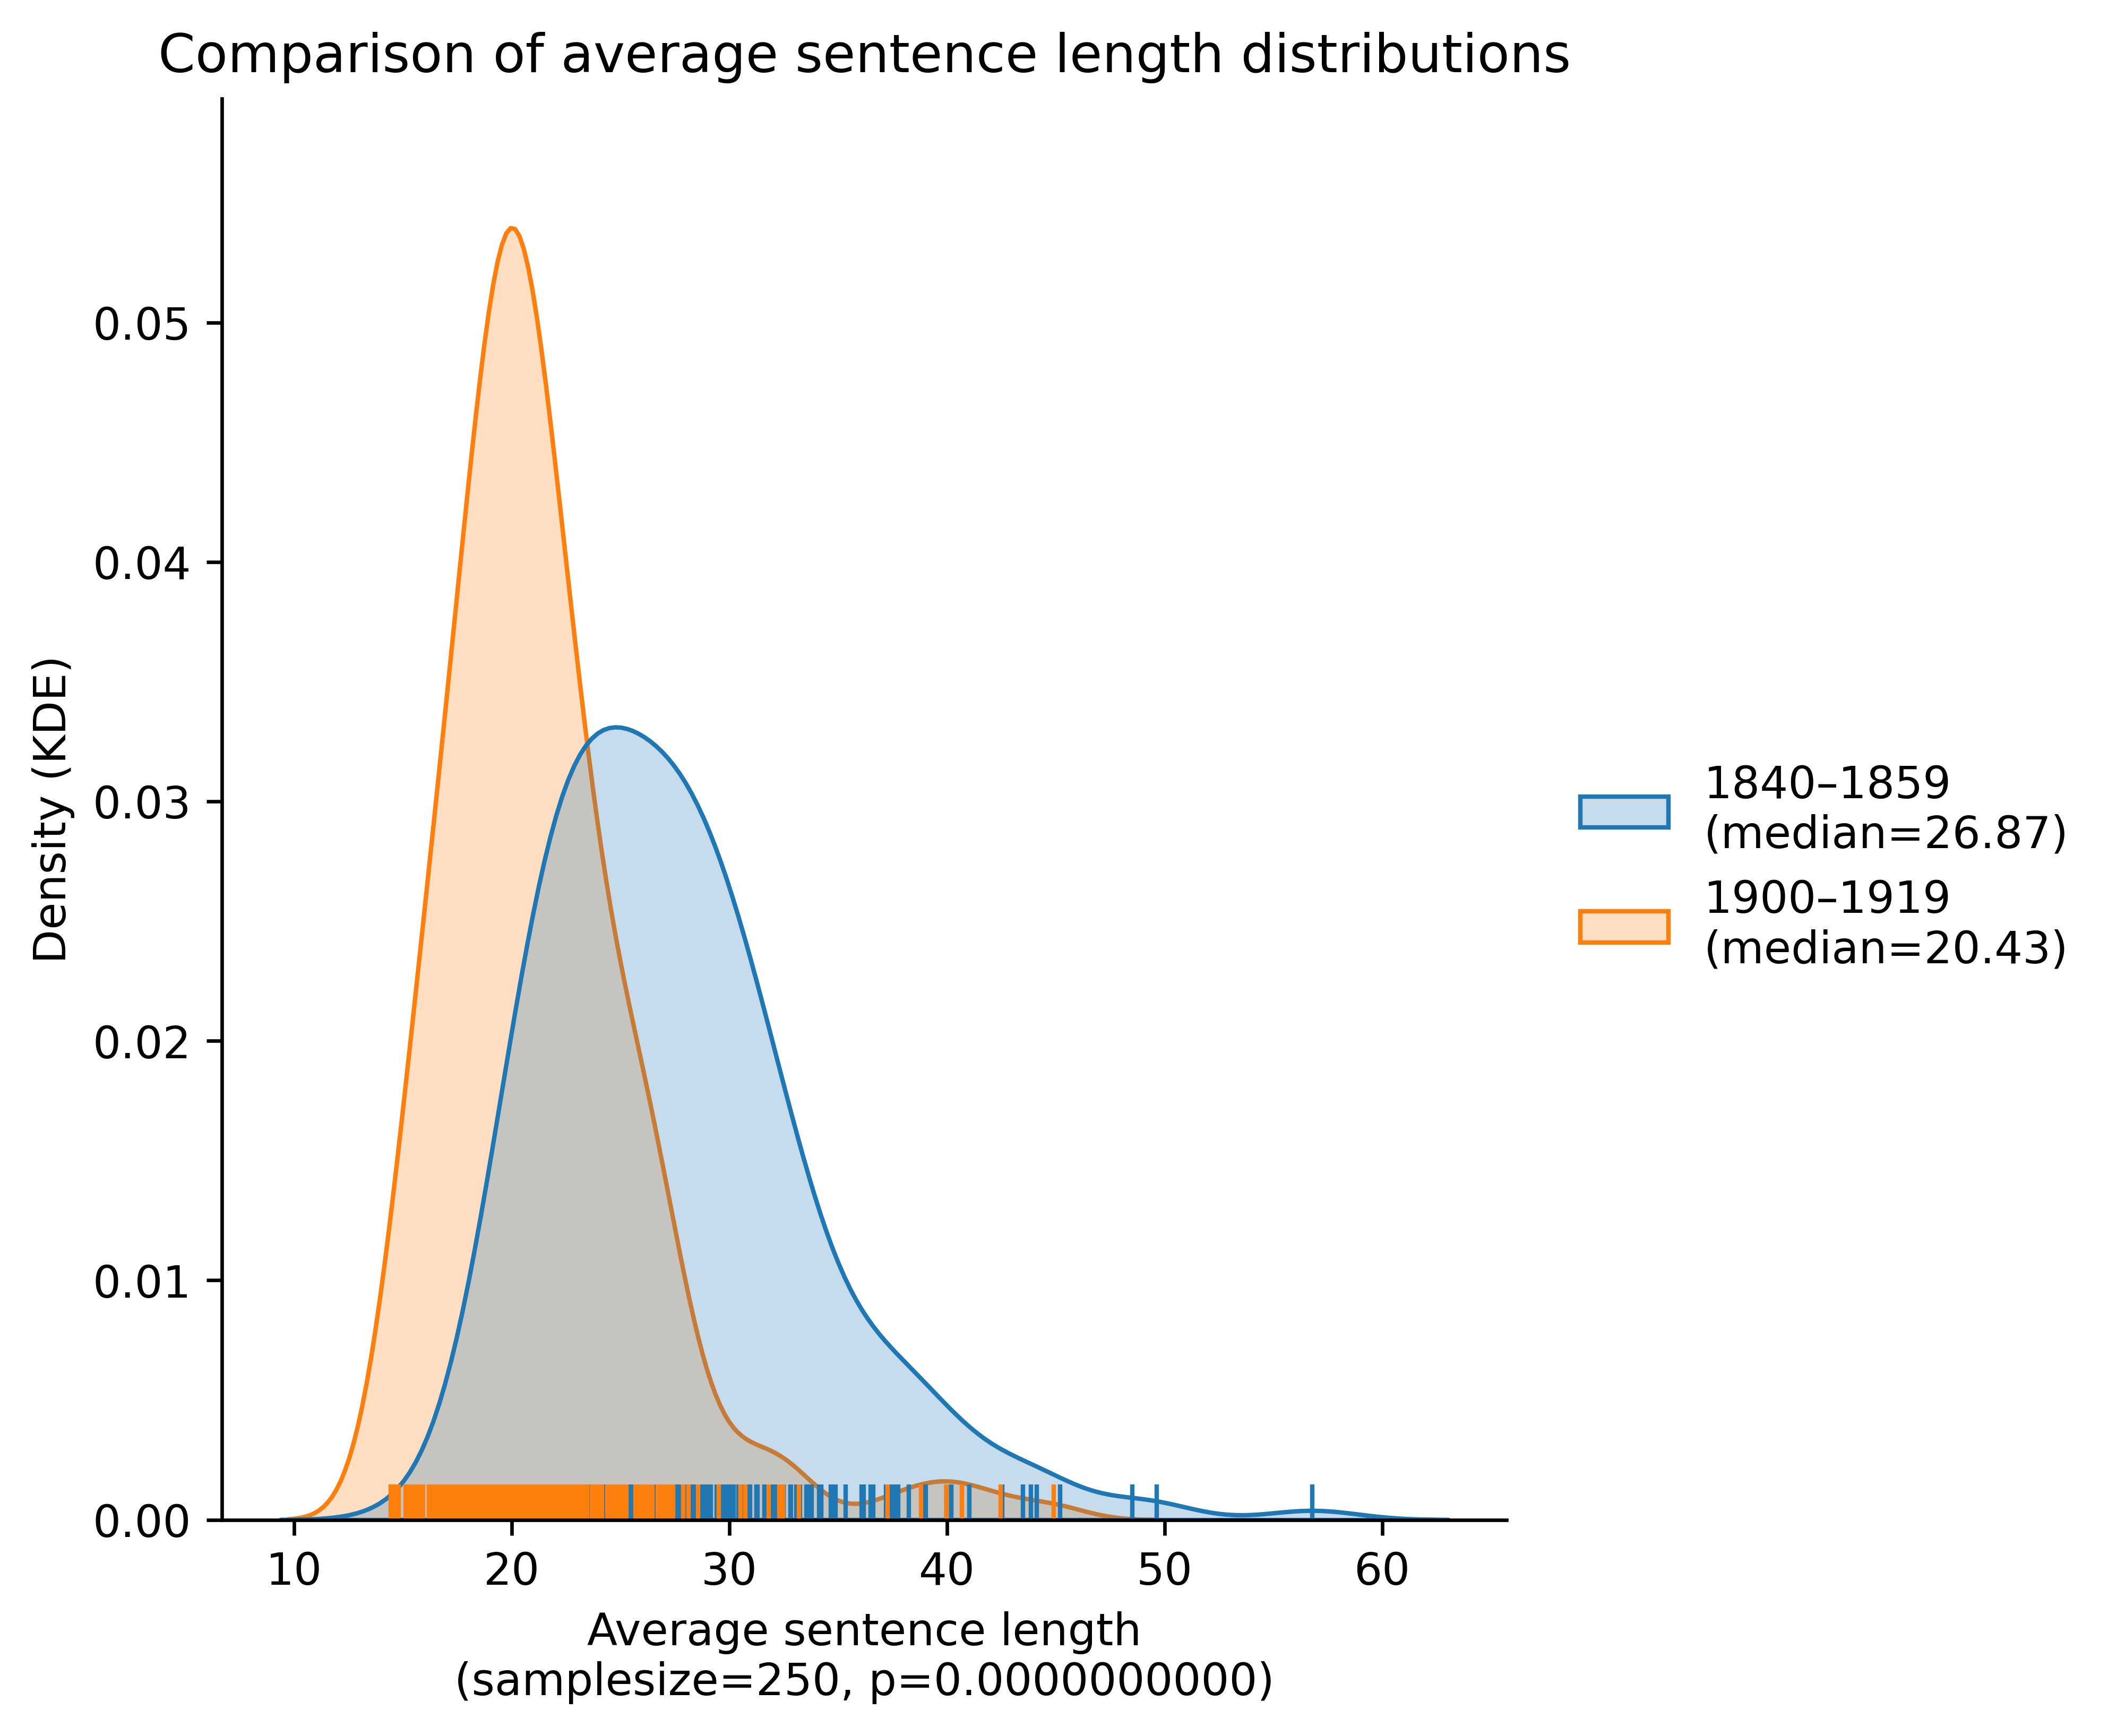 Comparison of average sentence length distributions
Density (KDE)
0.05
0.04
0.03
0.02
0.01
0.00
10 20 30 40 50 60
Average sentence length
(samplesize=250, p=0.0000000000)
1840–1859
(median=26.87)
1900–1919
(median=20.43)